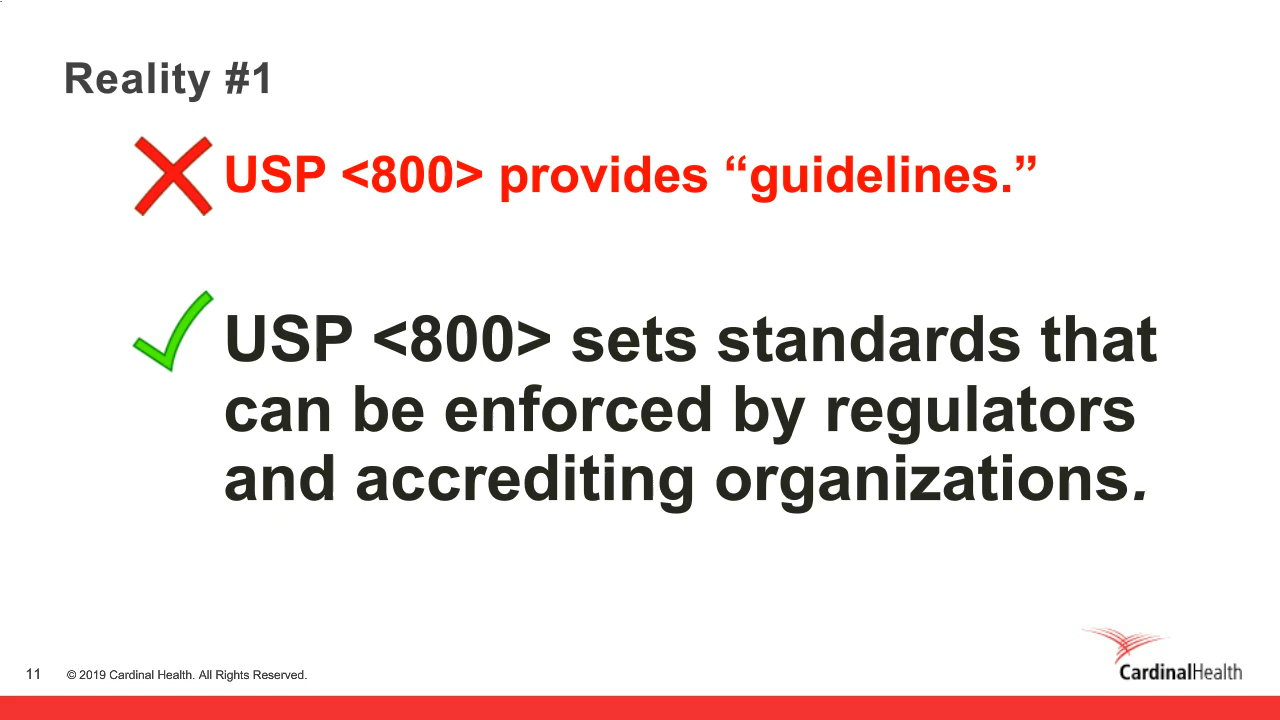 Reality #1
USP <800> provides “guidelines.”
USP <800> sets standards that
can be enforced by regulators
and accrediting organizations.
11 © 2019 Cardinal Health. All Rights Reserved.
CardinalHealth